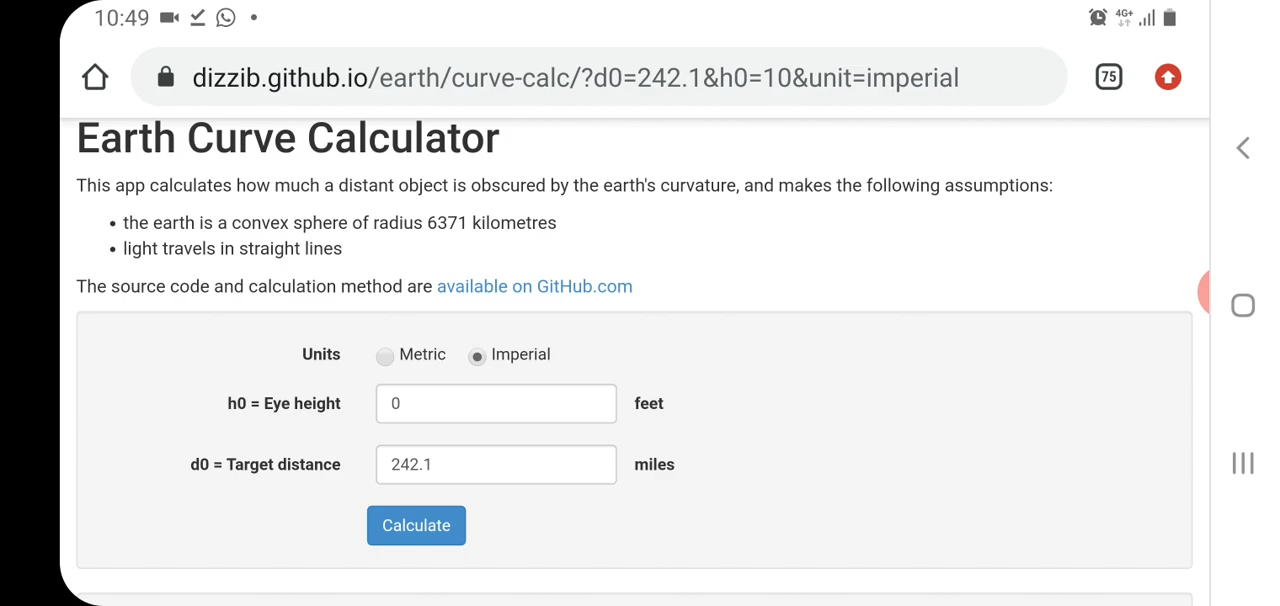 10:49
4G+
dizzib.github.io/earth/curve-calc/?d0=242.1&h0=10&unit=imperial
75
Earth Curve Calculator
This app calculates how much a distant object is obscured by the earth's curvature, and makes the following assumptions:
• the earth is a convex sphere of radius 6371 kilometres
• light travels in straight lines
The source code and calculation method are available on GitHub.com
Units Metric Imperial
h0 = Eye height 0 feet
d0 = Target distance 242.1 miles
Calculate